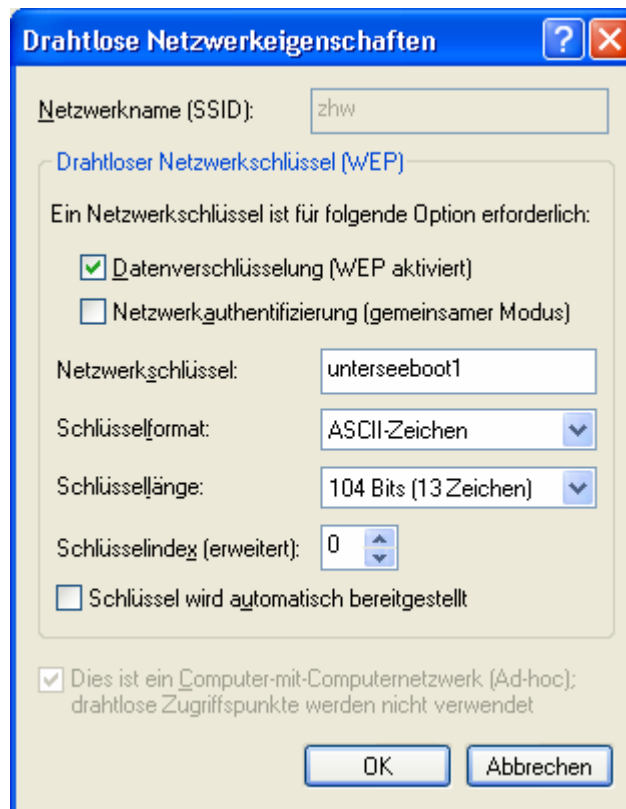 Drahtlose Netzwerkeigenschaften
Netzwerkname (SSID): zhw
Drahtloser Netzwerkschlüssel (WEP)
Ein Netzwerkschlüssel ist für folgende Option erforderlich:
Datenverschlüsselung (WEP aktiviert)
Netzwerkauthentifizierung (gemeinsamer Modus)
Netzwerkschlüssel: unterseeboot1
Schlüsselformat: ASCII-Zeichen
Schlüssellänge: 104 Bits (13 Zeichen)
Schlüsselindex (erweitert): 0
Schlüssel wird automatisch bereitgestellt
Dies ist ein Computer-mit-Computernetzwerk (Ad-hoc);
drahtlose Zugriffspunkte werden nicht verwendet
OK Abbrechen